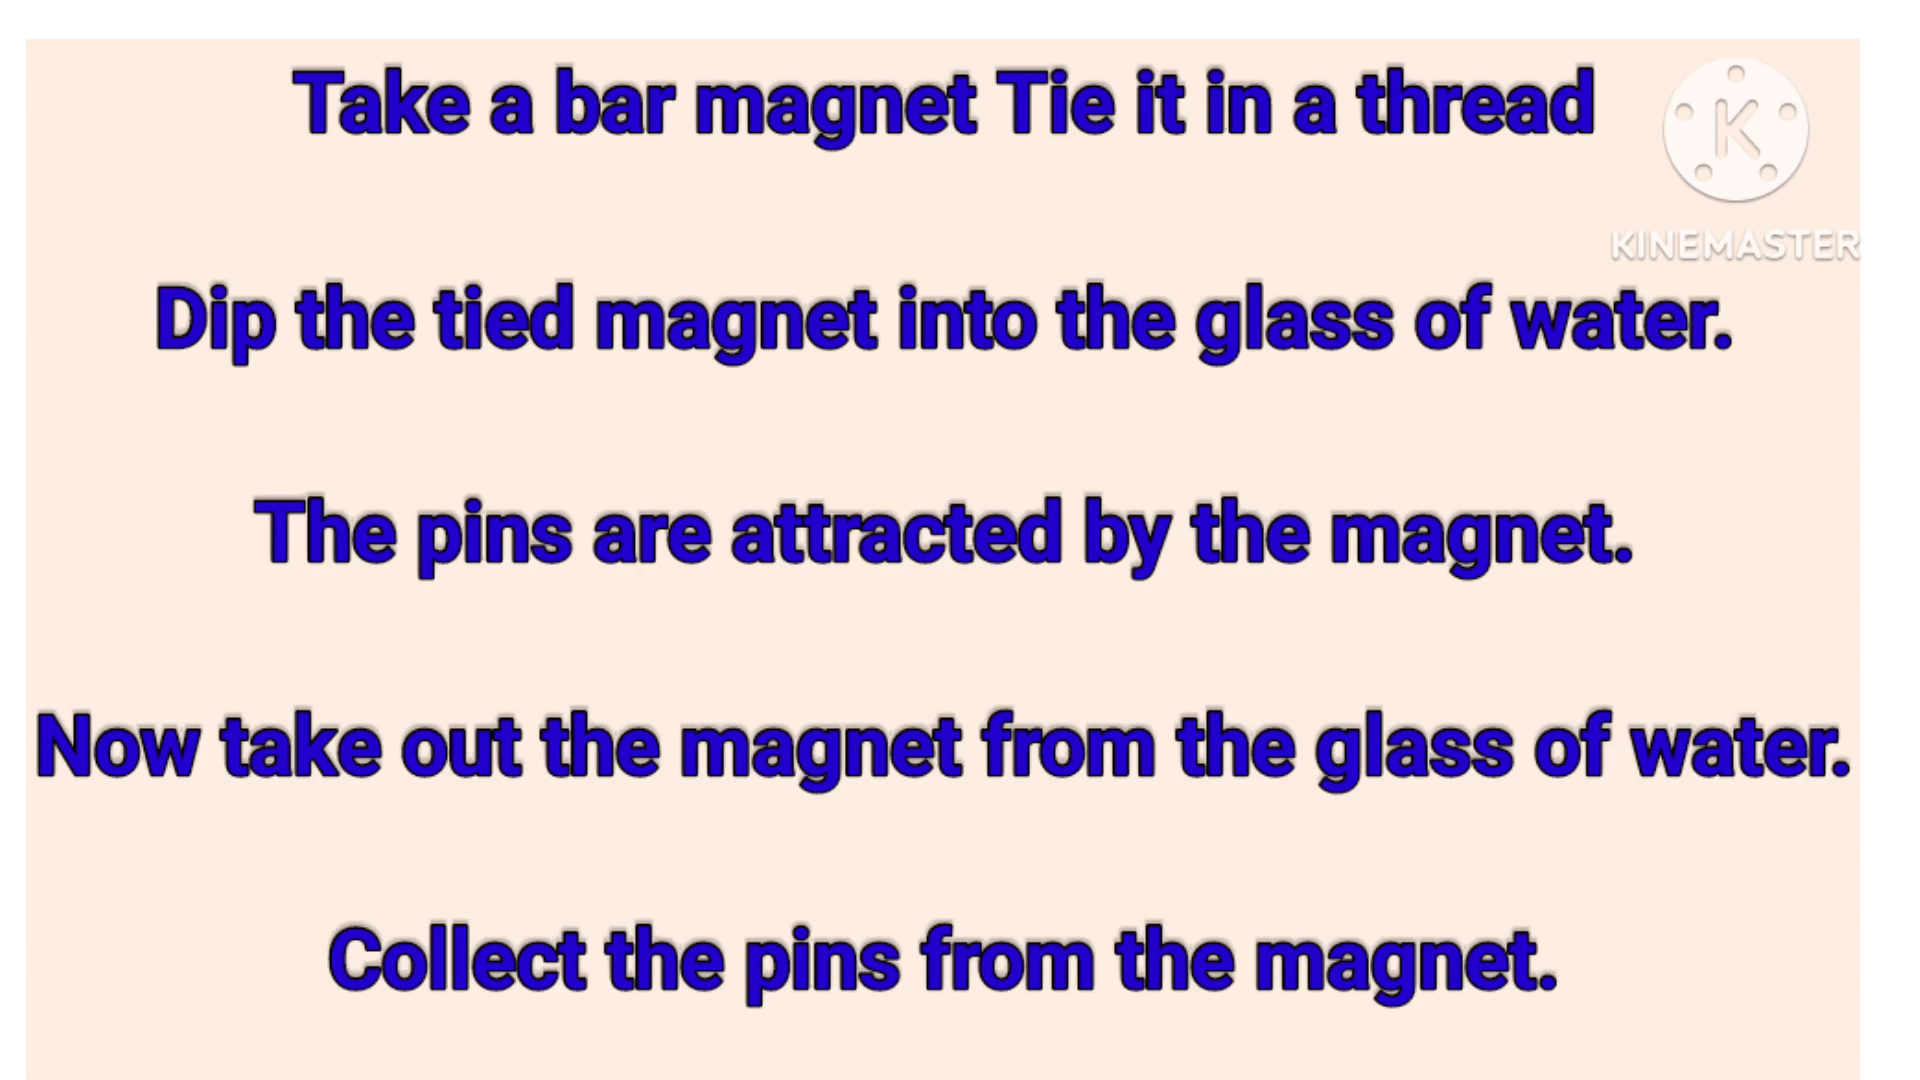 Take a bar magnet Tie it in a thread
K
KINEMASTER
Dip the tied magnet into the glass of water.
The pins are attracted by the magnet.
Now take out the magnet from the glass of water.
Collect the pins from the magnet.